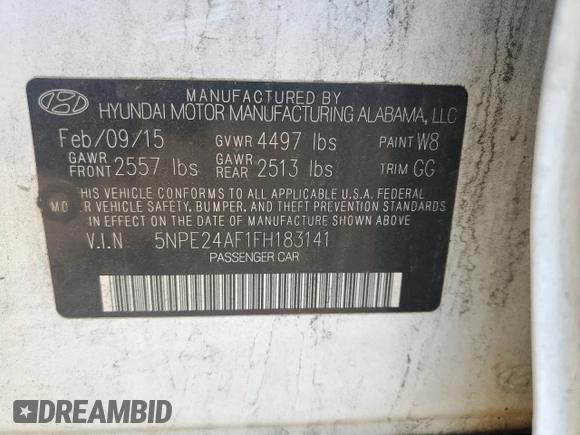 MANUFACTURED BY
HYUNDAI MOTOR MANUFACTURING ALABAMA, LLC
Feb/09/15 GVWR 4497 lbs PAINT W8
GAWR FRONT 2557 lbs GAWR REAR 2513 lbs TRIM GG
THIS VEHICLE CONFORMS TO ALL APPLICABLE U.S.A. FEDERAL
MOTOR VEHICLE SAFETY, BUMPER, AND THEFT PREVENTION STANDARDS
IN EFFECT ON THE DATE OF MANUFACTURE SHOWN ABOVE
V.I.N 5NPE24AF1FH183141
PASSENGER CAR
DREAMBID